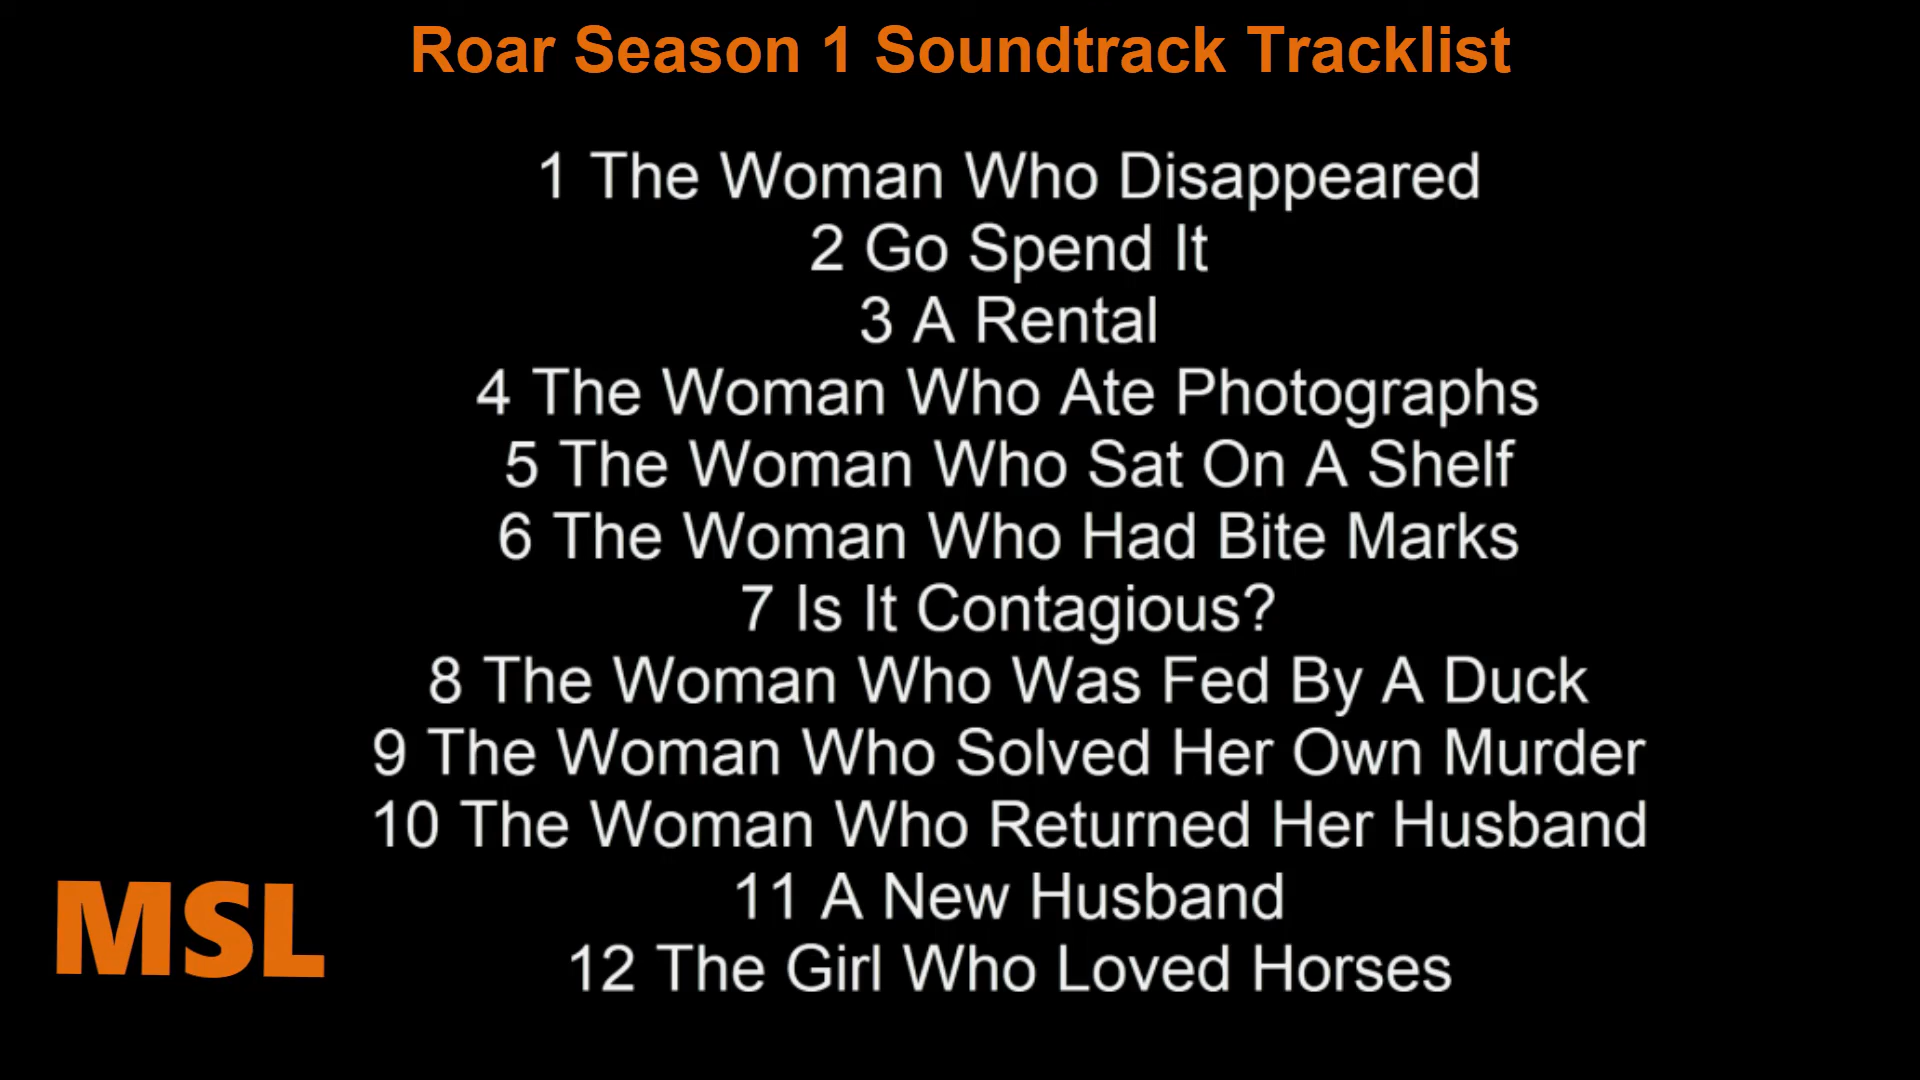 Roar Season 1 Soundtrack Tracklist
1 The Woman Who Disappeared
2 Go Spend It
3 A Rental
4 The Woman Who Ate Photographs
5 The Woman Who Sat On A Shelf
6 The Woman Who Had Bite Marks
7 Is It Contagious?
8 The Woman Who Was Fed By A Duck
9 The Woman Who Solved Her Own Murder
10 The Woman Who Returned Her Husband
11 A New Husband
12 The Girl Who Loved Horses
MSL